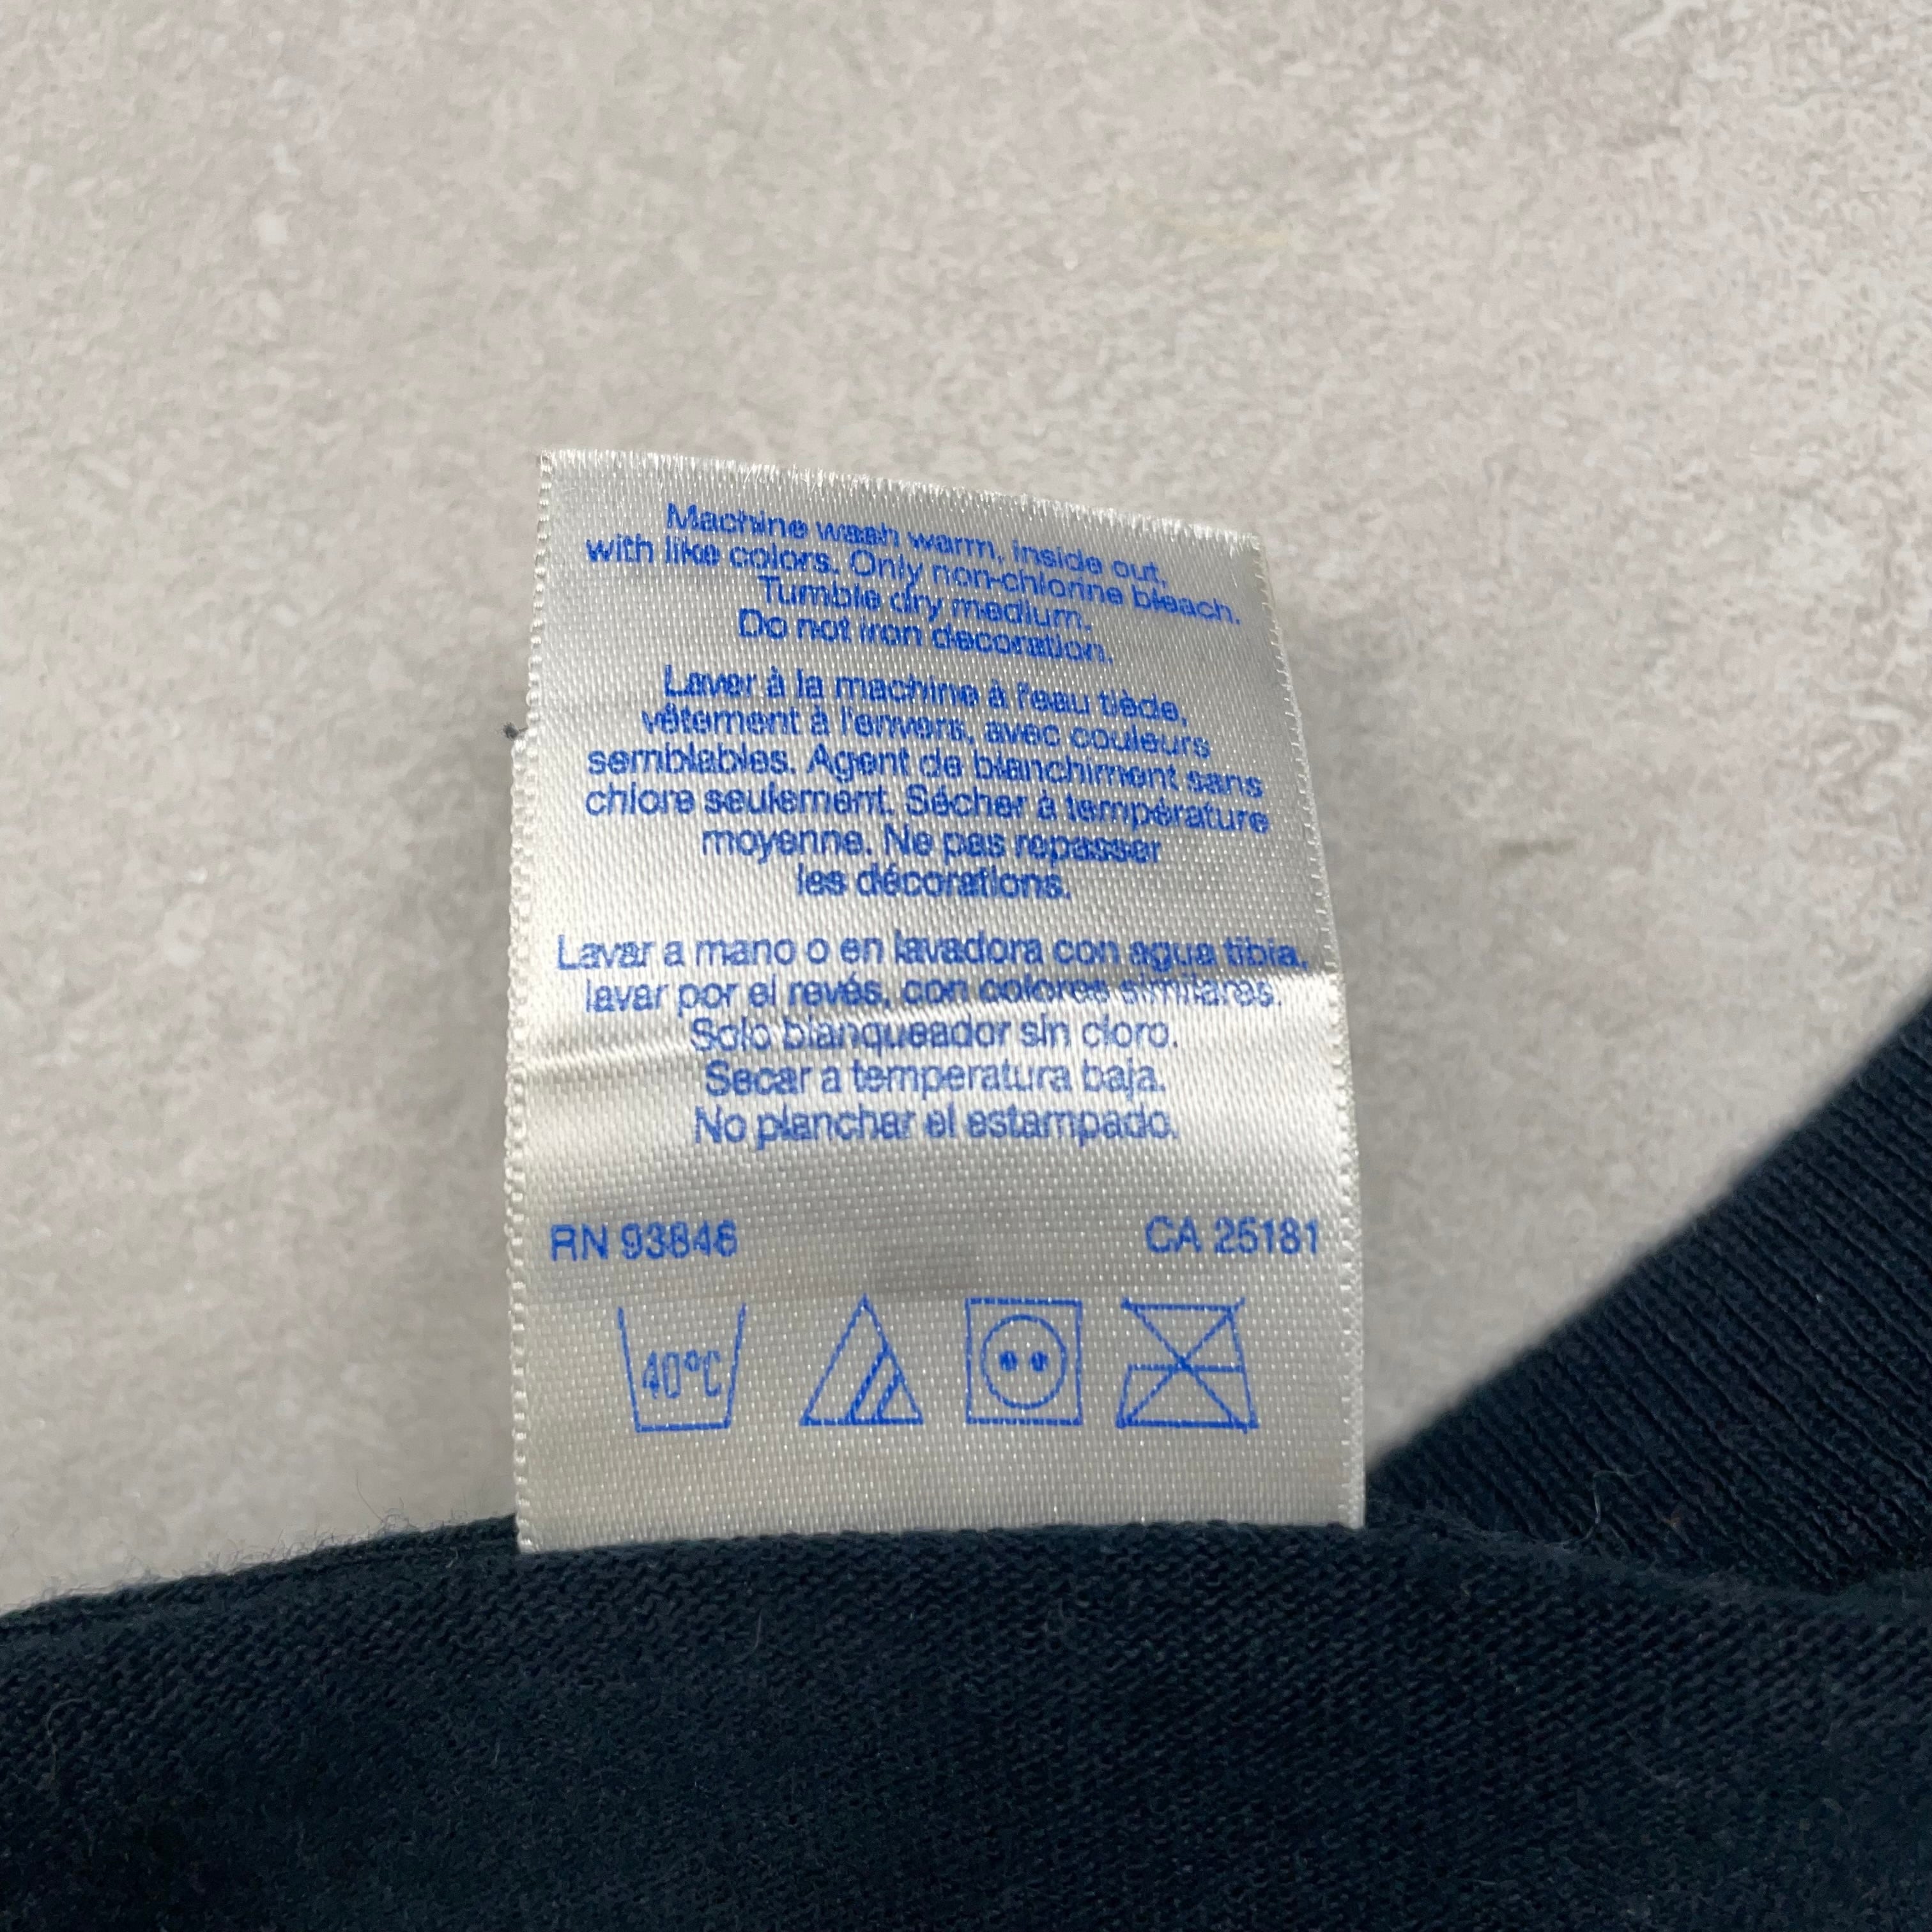 Machine wash warm, inside out,
with like colors. Only non-chlorine bleach.
Tumble dry medium.
Do not iron decoration.
Laver à la machine à l'eau tiède,
vêtement à l'envers, avec couleurs
semblables. Agent de blanchiment sans
chlore seulement. Sécher à température
moyenne. Ne pas repasser
les décorations.
Lavar a mano o en lavadora con agua tibia,
lavar por el revés, con colores similares.
Solo blanqueador sin cloro.
Secar a temperatura baja.
No planchar el estampado.
RN 93846 CA 25181
40°C